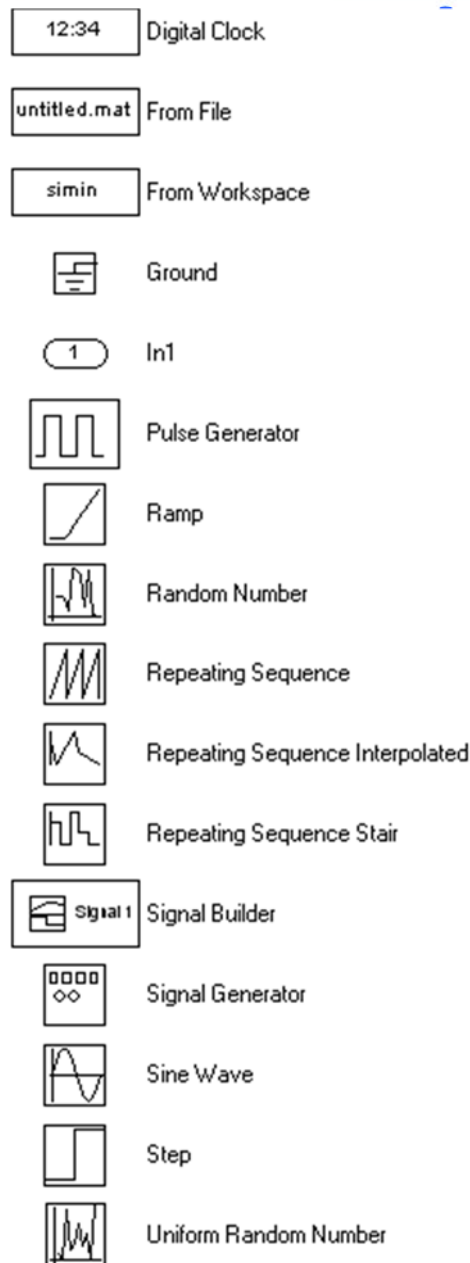 12:34 Digital Clock
untitled.mat From File
simin From Workspace
Ground
1 In1
Pulse Generator
Ramp
Random Number
Repeating Sequence
Repeating Sequence Interpolated
Repeating Sequence Stair
Signal 1 Signal Builder
Signal Generator
Sine Wave
Step
Uniform Random Number